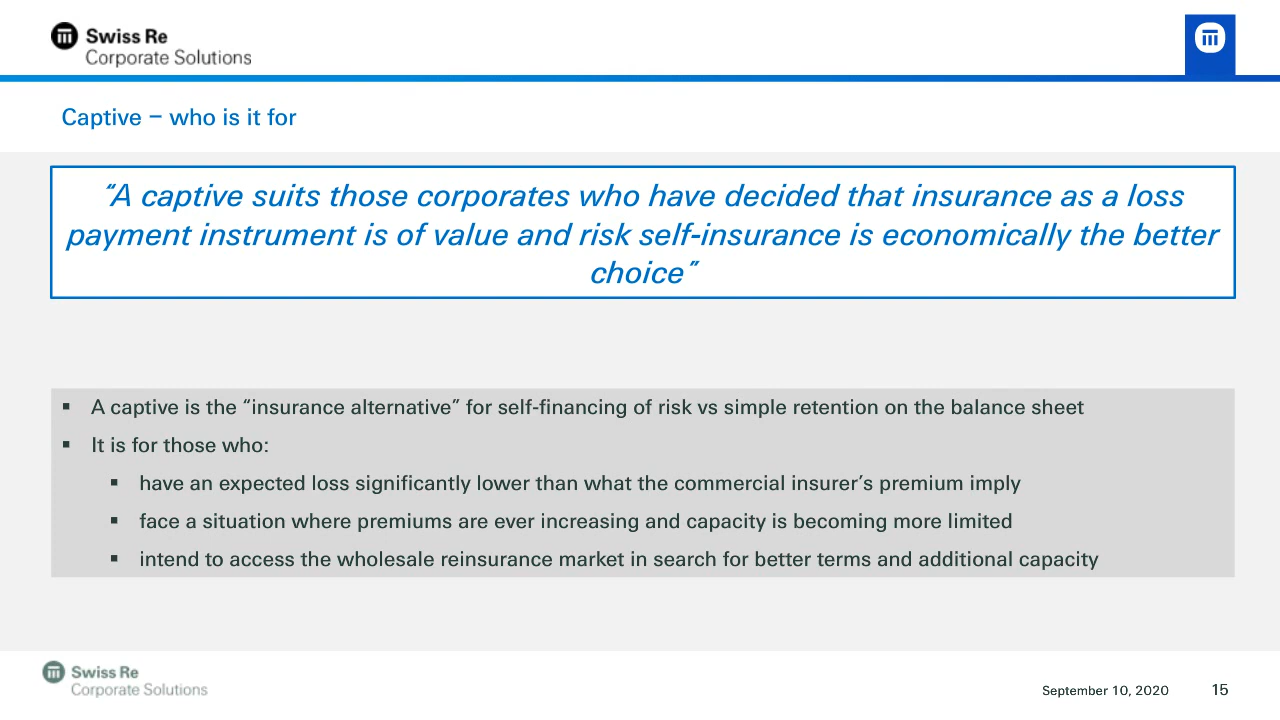 Swiss Re
Corporate Solutions
Captive – who is it for
“A captive suits those corporates who have decided that insurance as a loss
payment instrument is of value and risk self-insurance is economically the better
choice”
▪ A captive is the “insurance alternative” for self-financing of risk vs simple retention on the balance sheet
▪ It is for those who:
▪ have an expected loss significantly lower than what the commercial insurer’s premium imply
▪ face a situation where premiums are ever increasing and capacity is becoming more limited
▪ intend to access the wholesale reinsurance market in search for better terms and additional capacity
Swiss Re
Corporate Solutions
September 10, 2020 15